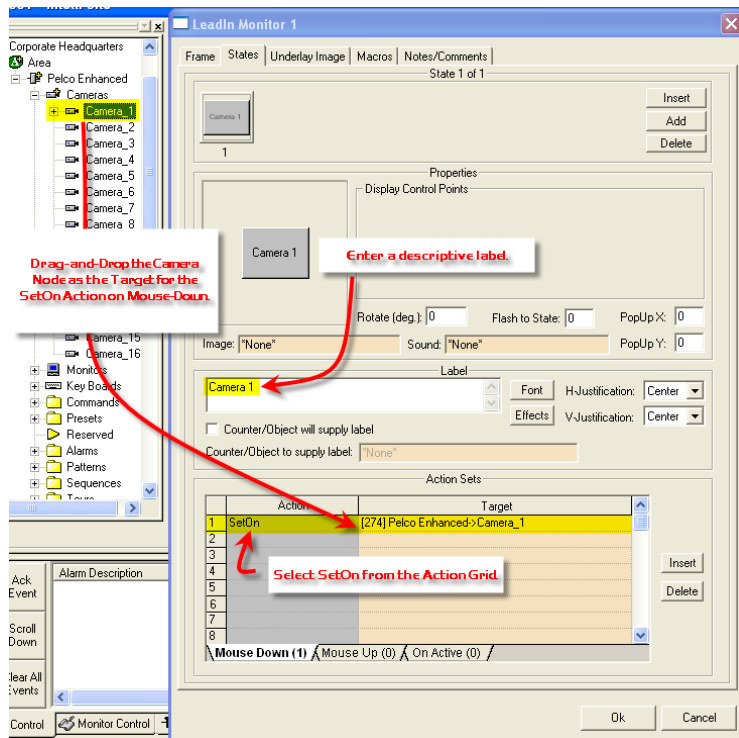 Corporate Headquarters
Area
Pelco Enhanced
Cameras
Camera_1
Camera_2
Camera_3
Camera_4
Camera_5
Camera_6
Camera_7
Camera 8
Drag-and-Drop the Camera
Node as the Target for the
SetOn Action on Mouse-Down.
Camera_15
Camera_16
Monitors
Key Boards
Commands
Presets
Reserved
Alarms
Patterns
Sequences
Tours
Ack
Event
Alarm Description
Scroll
Down
Clear All
Events
Control
Monitor Control
LeadIn Monitor 1
Frame States Underlay Image Macros Notes/Comments
State 1 of 1
Camera 1
1
Insert
Add
Delete
Properties
Display Control Points
Camera 1
Enter a descriptive label.
Rotate (deg.): 0 Flash to State: 0 PopUp X: 0
Image: "None" Sound: "None" PopUp Y: 0
Label
Camera 1
Font H-Justification: Center
Effects V-Justification: Center
Counter/Object will supply label
Counter/Object to supply label: "None"
Action Sets
Action Target
1 SetOn [274] Pelco Enhanced->Camera_1
2
3
4
5
6
7
8
Select SetOn from the Action Grid.
Insert
Delete
Mouse Down (1) Mouse Up (0) On Active (0)
Ok Cancel